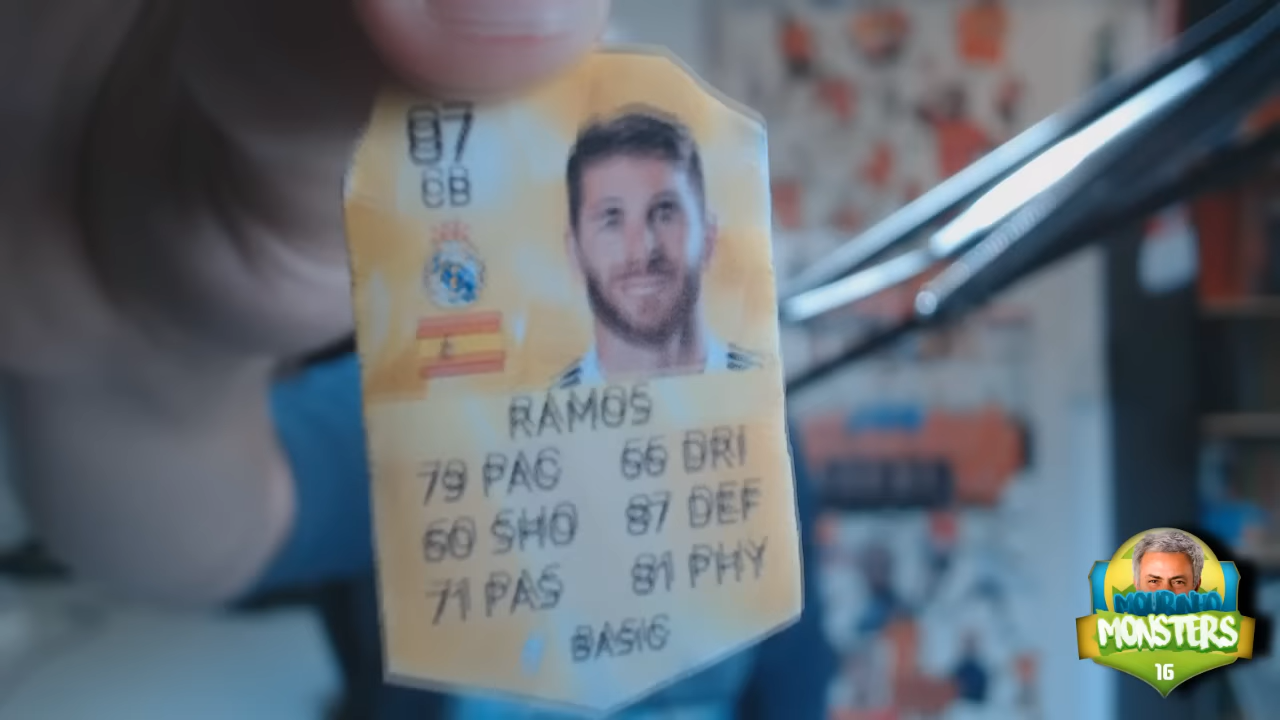 87
CB
RAMOS
79 PAC 66 DRI
60 SHO 87 DEF
71 PAS 81 PHY
BASIC
MOURINHO
MONSTERS
16